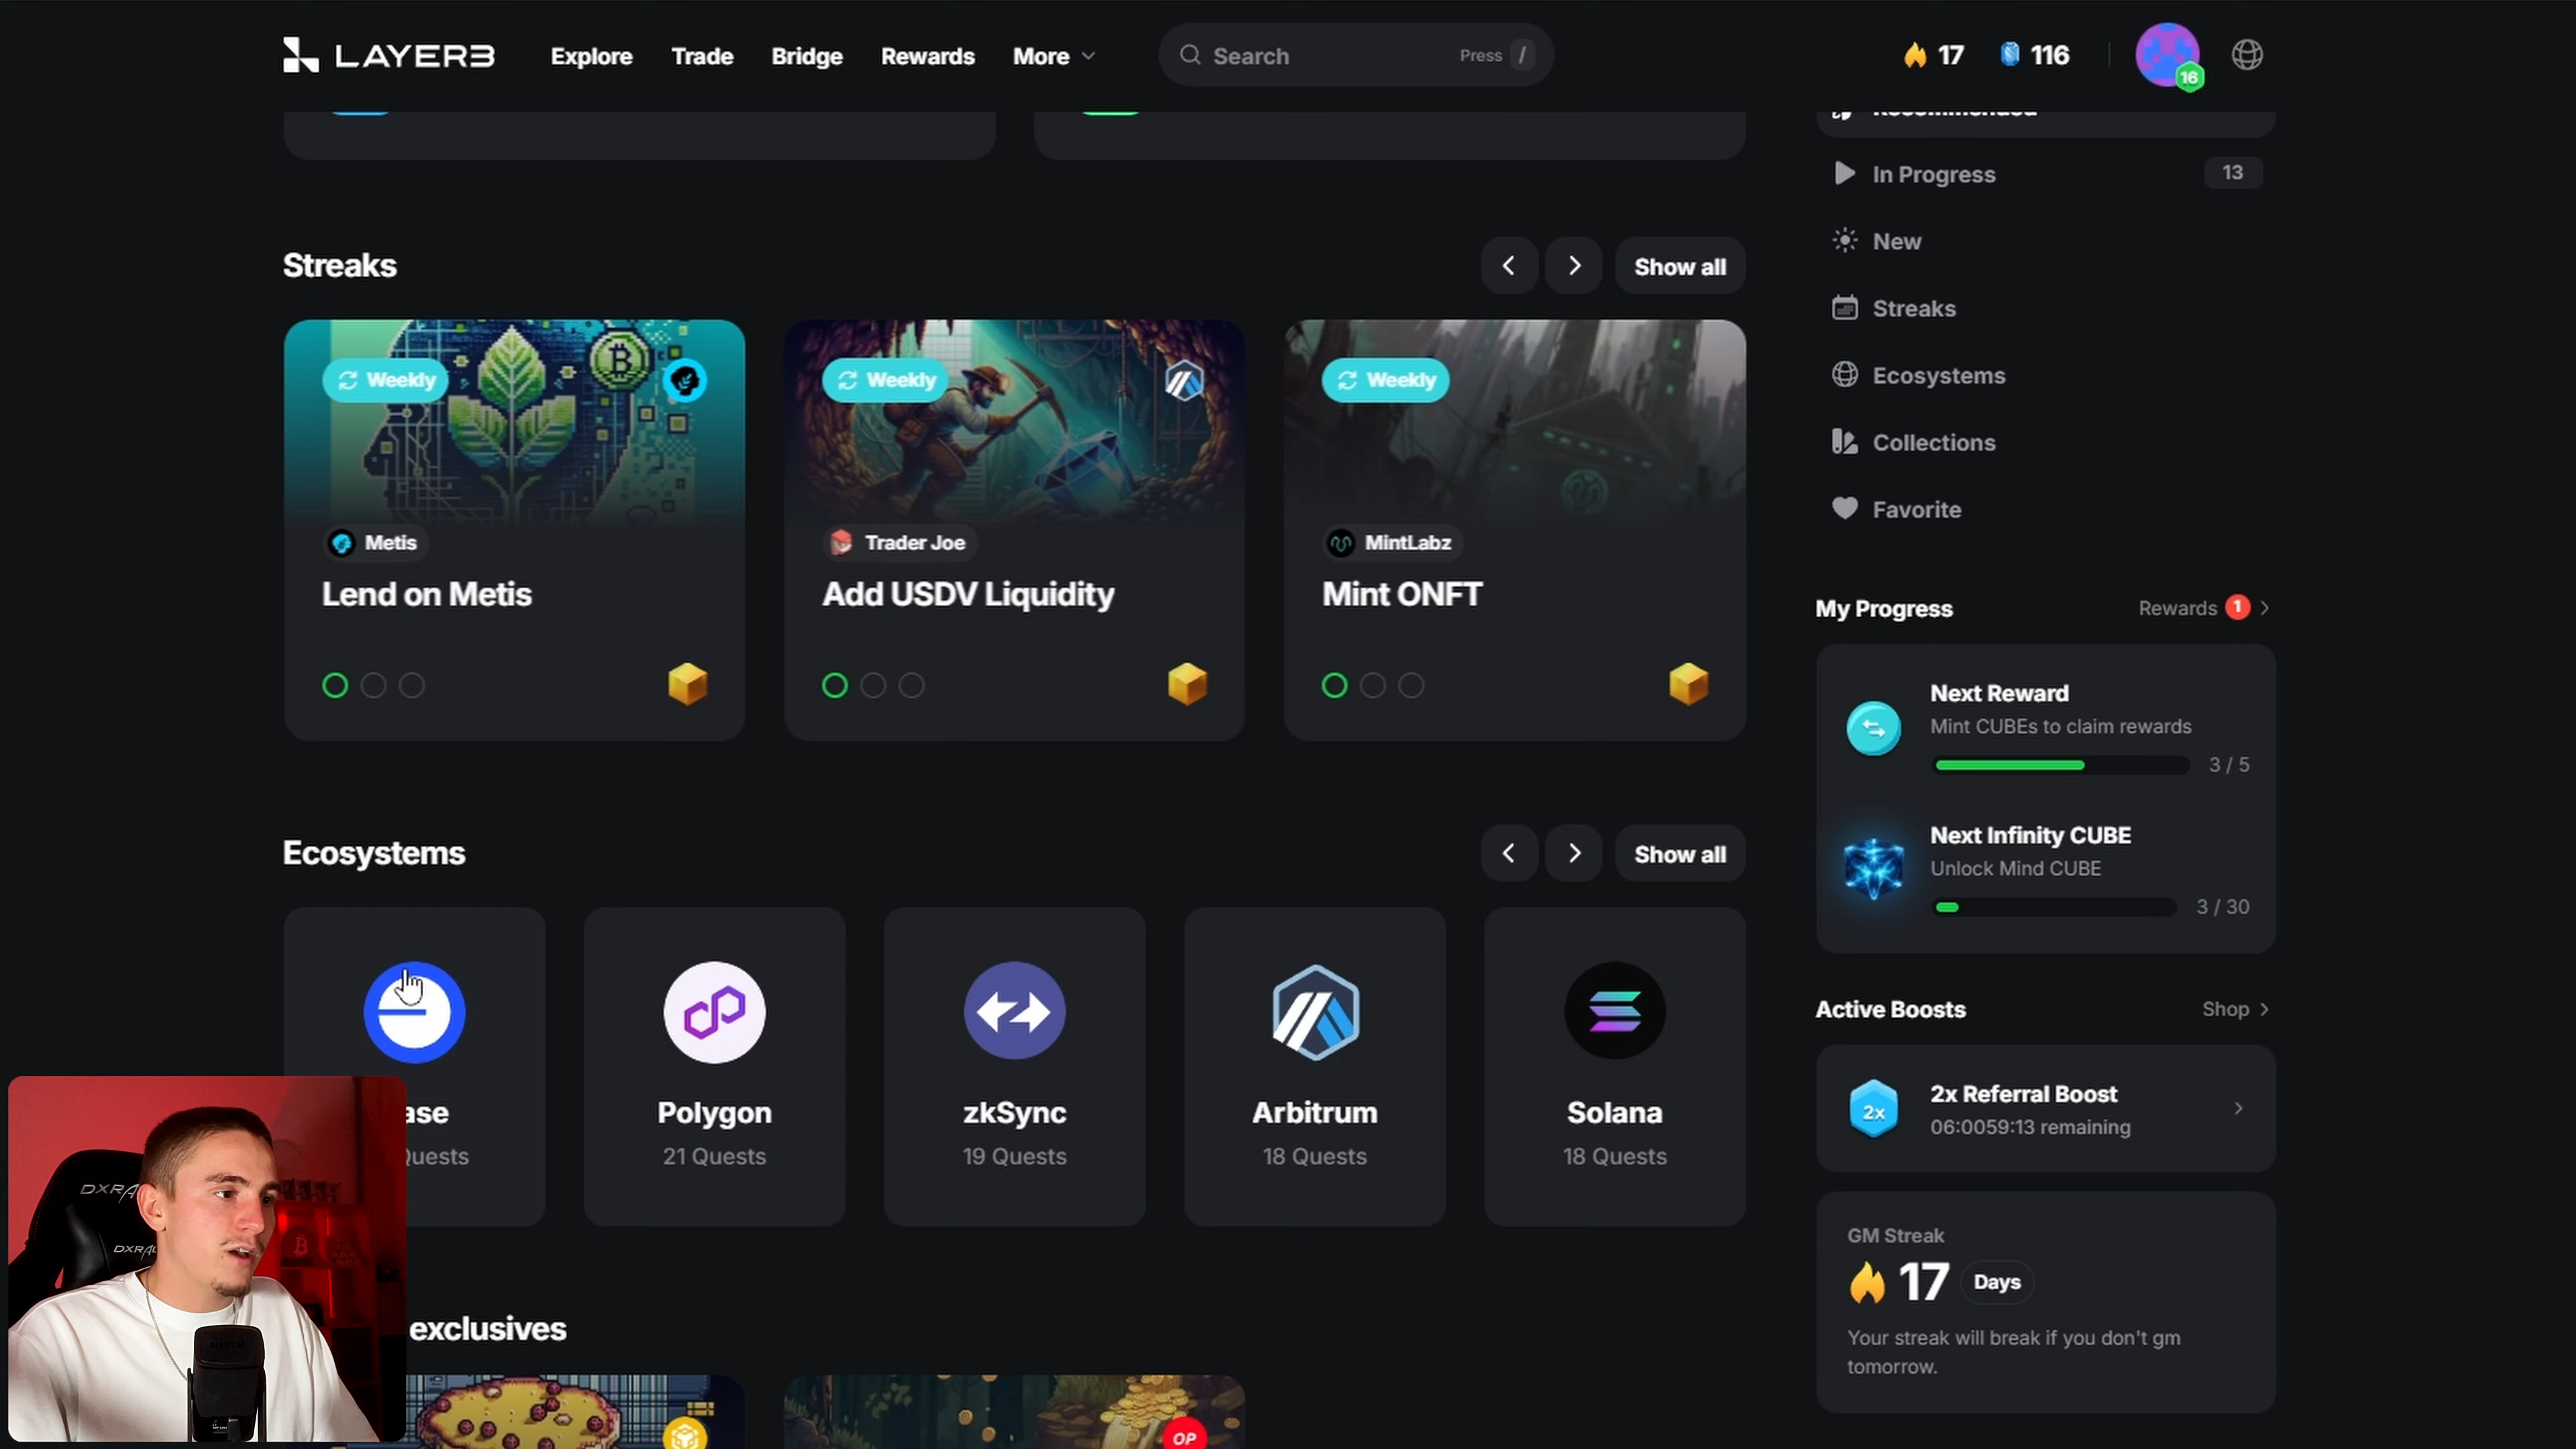 LAYER3
Explore
Trade
Bridge
Rewards
More
Search
Press /
17
116
16
Recommended
In Progress
13
New
Streaks
Ecosystems
Collections
Favorite
Streaks
Show all
Weekly
Weekly
Weekly
Metis
Lend on Metis
Trader Joe
Add USDV Liquidity
MintLabz
Mint ONFT
My Progress
Rewards 1
Next Reward
Mint CUBEs to claim rewards
3 / 5
Next Infinity CUBE
Unlock Mind CUBE
3 / 30
Ecosystems
Show all
ase
Quests
Polygon
21 Quests
zkSync
19 Quests
Arbitrum
18 Quests
Solana
18 Quests
Active Boosts
Shop
2x
2x Referral Boost
06:0059:13 remaining
GM Streak
17 Days
Your streak will break if you don't gm
tomorrow.
exclusives
OP
DXRA
DXRA